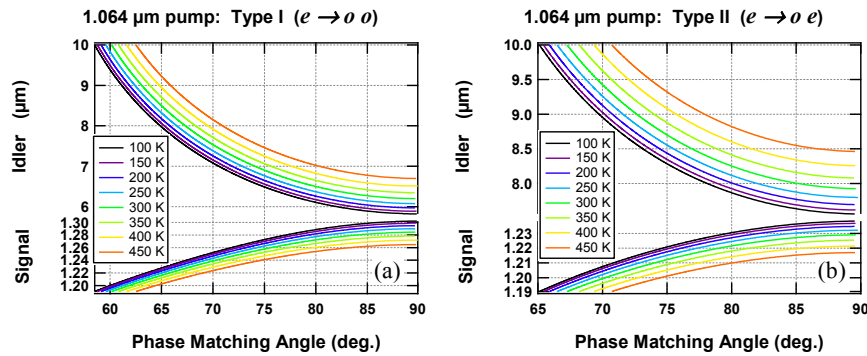 1.064 µm pump: Type I (e → o o)
Idler (µm)
Signal
10
9
8
7
6
1.30
1.28
1.26
1.24
1.22
1.20
100 K
150 K
200 K
250 K
300 K
350 K
400 K
450 K
(a)
60 65 70 75 80 85 90
Phase Matching Angle (deg.)
1.064 µm pump: Type II (e → o e)
Idler (µm)
Signal
10.0
9.5
9.0
8.5
8.0
1.23
1.22
1.21
1.20
1.19
100 K
150 K
200 K
250 K
300 K
350 K
400 K
450 K
(b)
65 70 75 80 85 90
Phase Matching Angle (deg.)